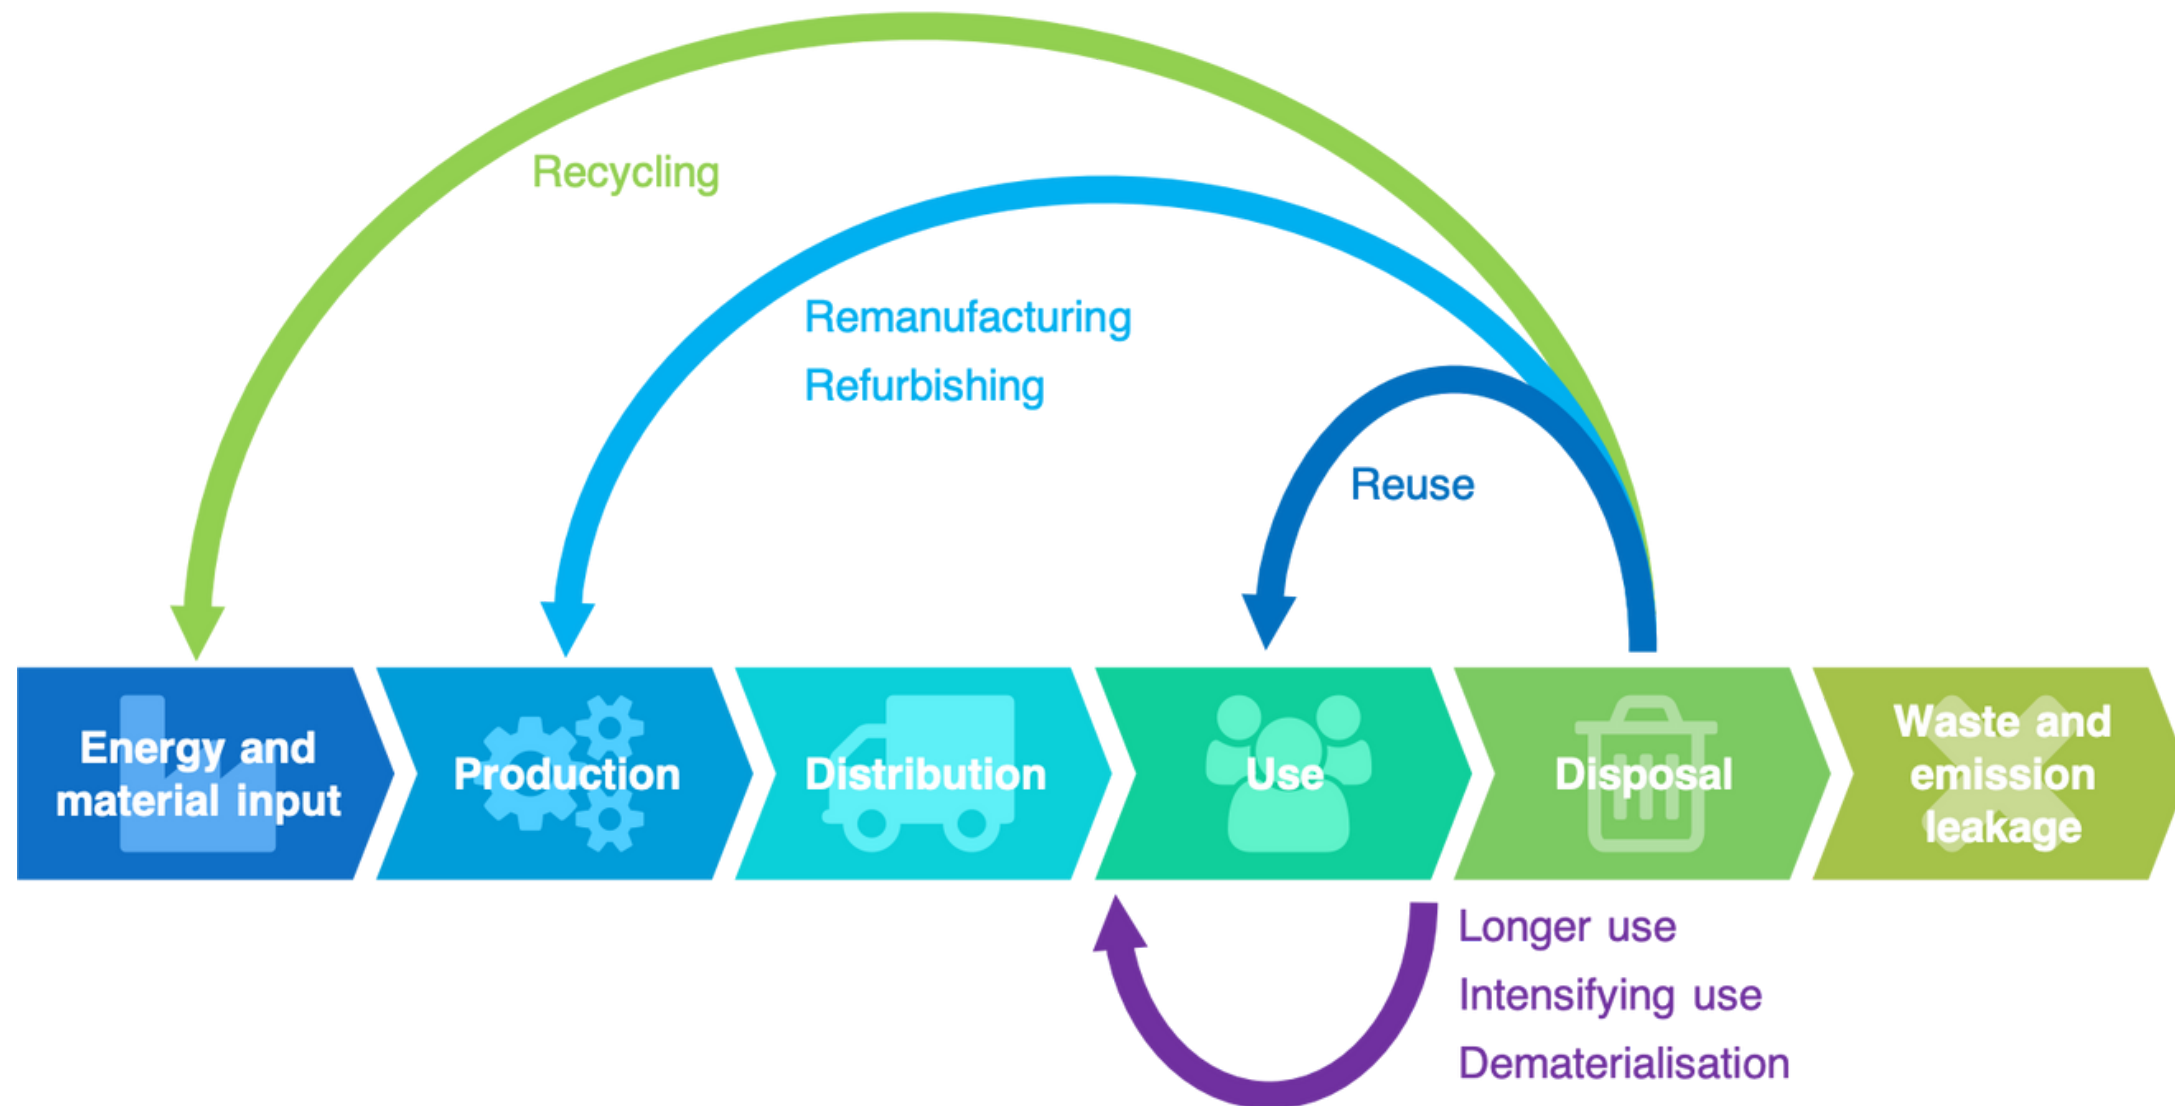 Recycling
Remanufacturing
Refurbishing
Reuse
Energy and
material input
Production
Distribution
Use
Disposal
Waste and
emission
leakage
Longer use
Intensifying use
Dematerialisation